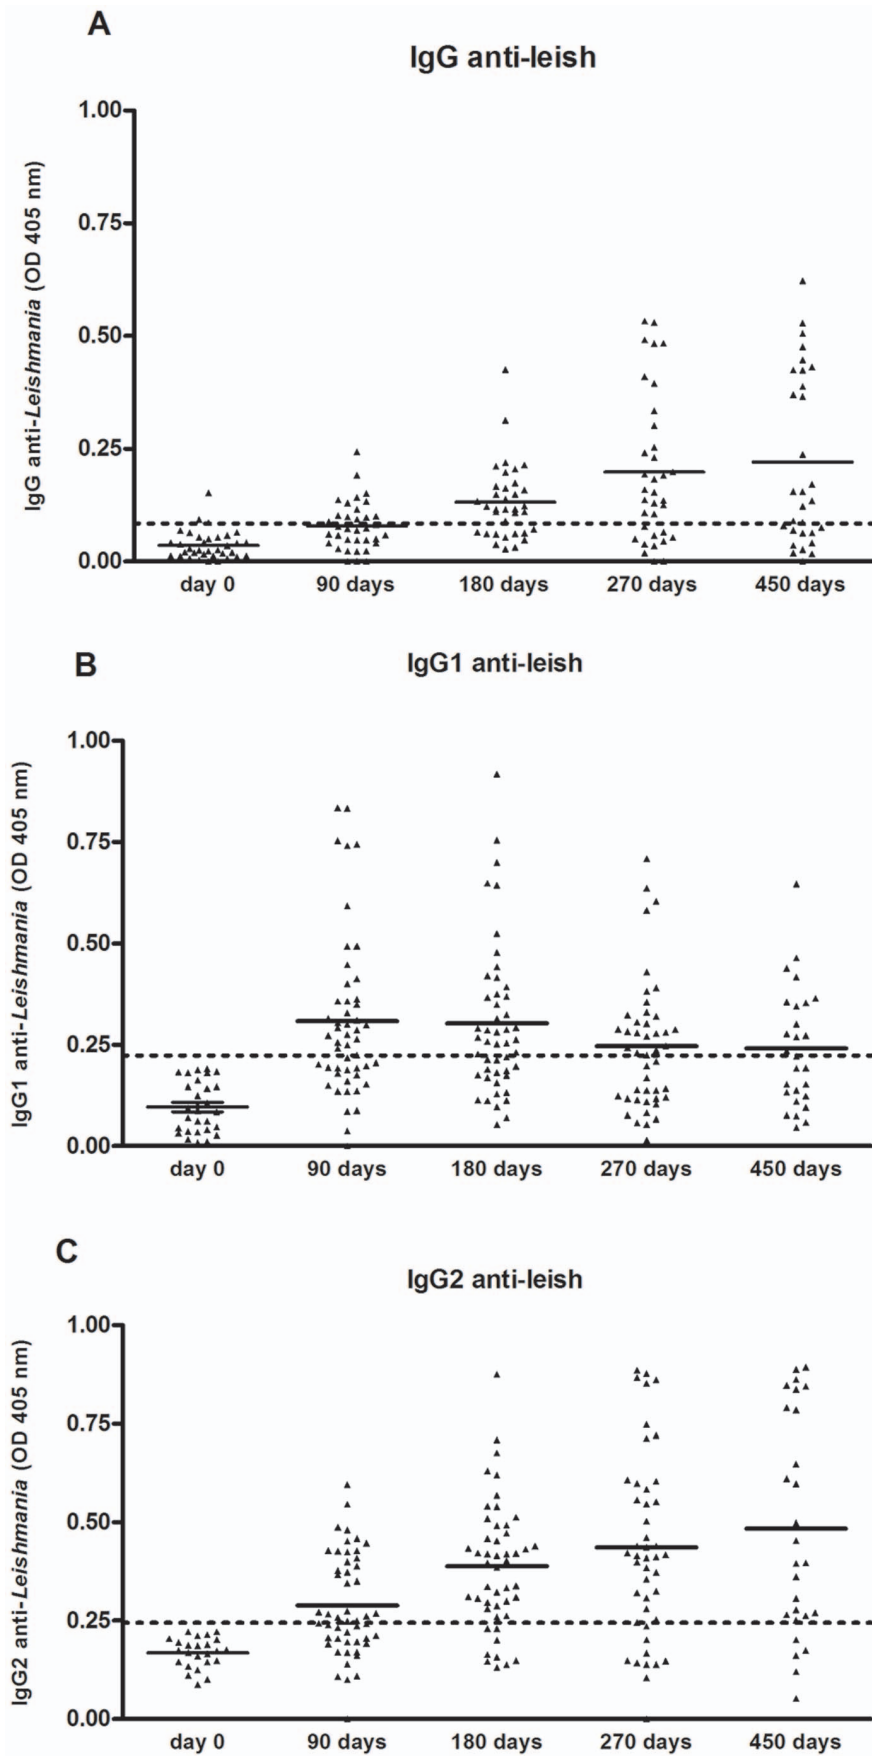 A
IgG anti-leish
IgG anti-Leishmania (OD 405 nm)
1.00
0.75
0.50
0.25
0.00
day 0 90 days 180 days 270 days 450 days
B
IgG1 anti-leish
IgG1 anti-Leishmania (OD 405 nm)
1.00
0.75
0.50
0.25
0.00
day 0 90 days 180 days 270 days 450 days
C
IgG2 anti-leish
IgG2 anti-Leishmania (OD 405 nm)
1.00
0.75
0.50
0.25
0.00
day 0 90 days 180 days 270 days 450 days